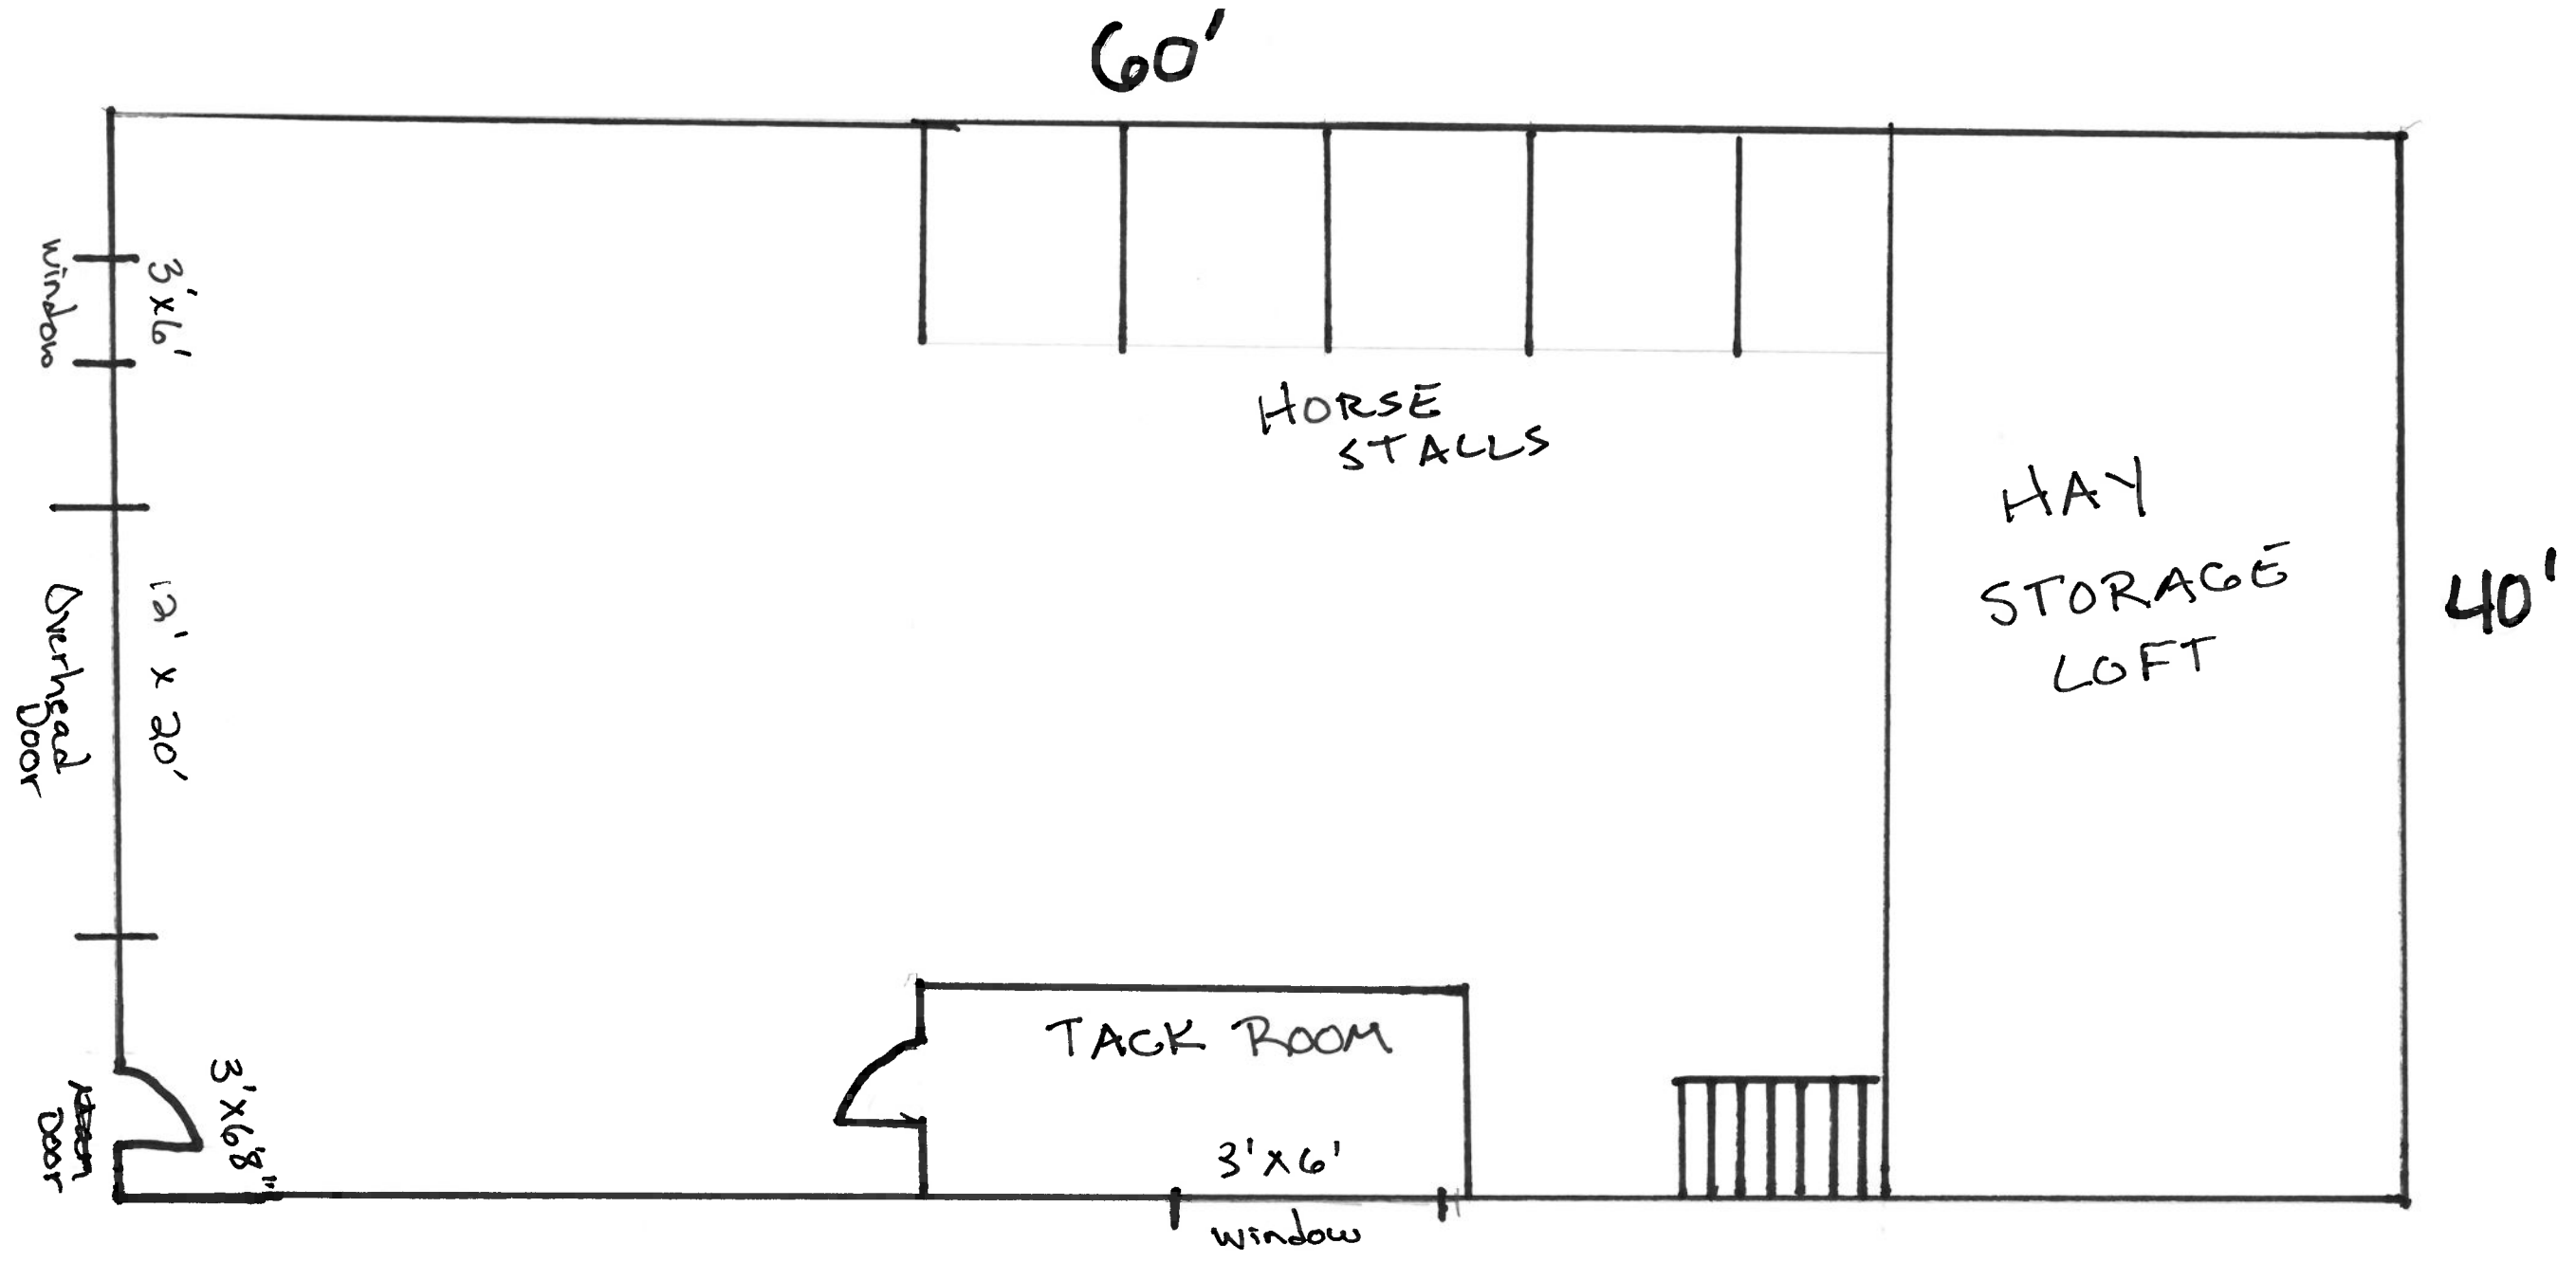 60'
window
3'x6'
HORSE
STALLS
HAY
STORAGE
LOFT
40'
Overhead
Door
12' x 20'
TACK ROOM
Door
3'x6'8"
3'x6'
window